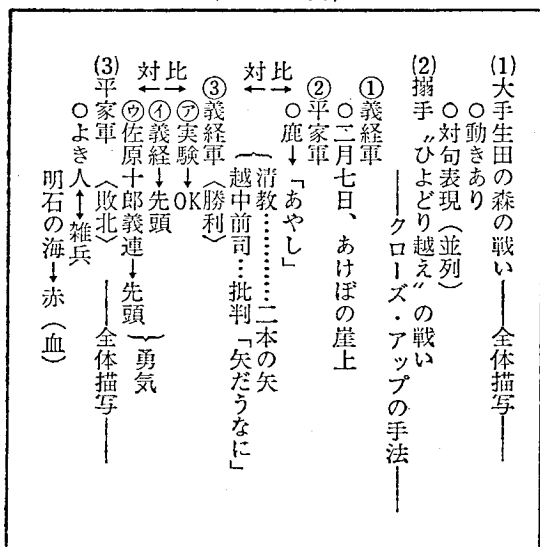 (1)大手生田の森の戦い――全体描写――
○動きあり
○対句表現(並列)
(2)搦手〝ひよどり越え〟の戦い
――クローズ・アップの手法――
①義経軍
○二月七日、あけぼの崖上
②平家軍
○鹿→「あやし」
清教…………二本の矢
越中前司…批判「矢だうなに」
対比
③義経軍〈勝利〉
㋐実験→OK
㋑義経→先頭
㋒佐原十郎義連→先頭
勇気
対比
(3)平家軍〈敗北〉――全体描写――
○よき人↔雑兵
明石の海→赤(血)